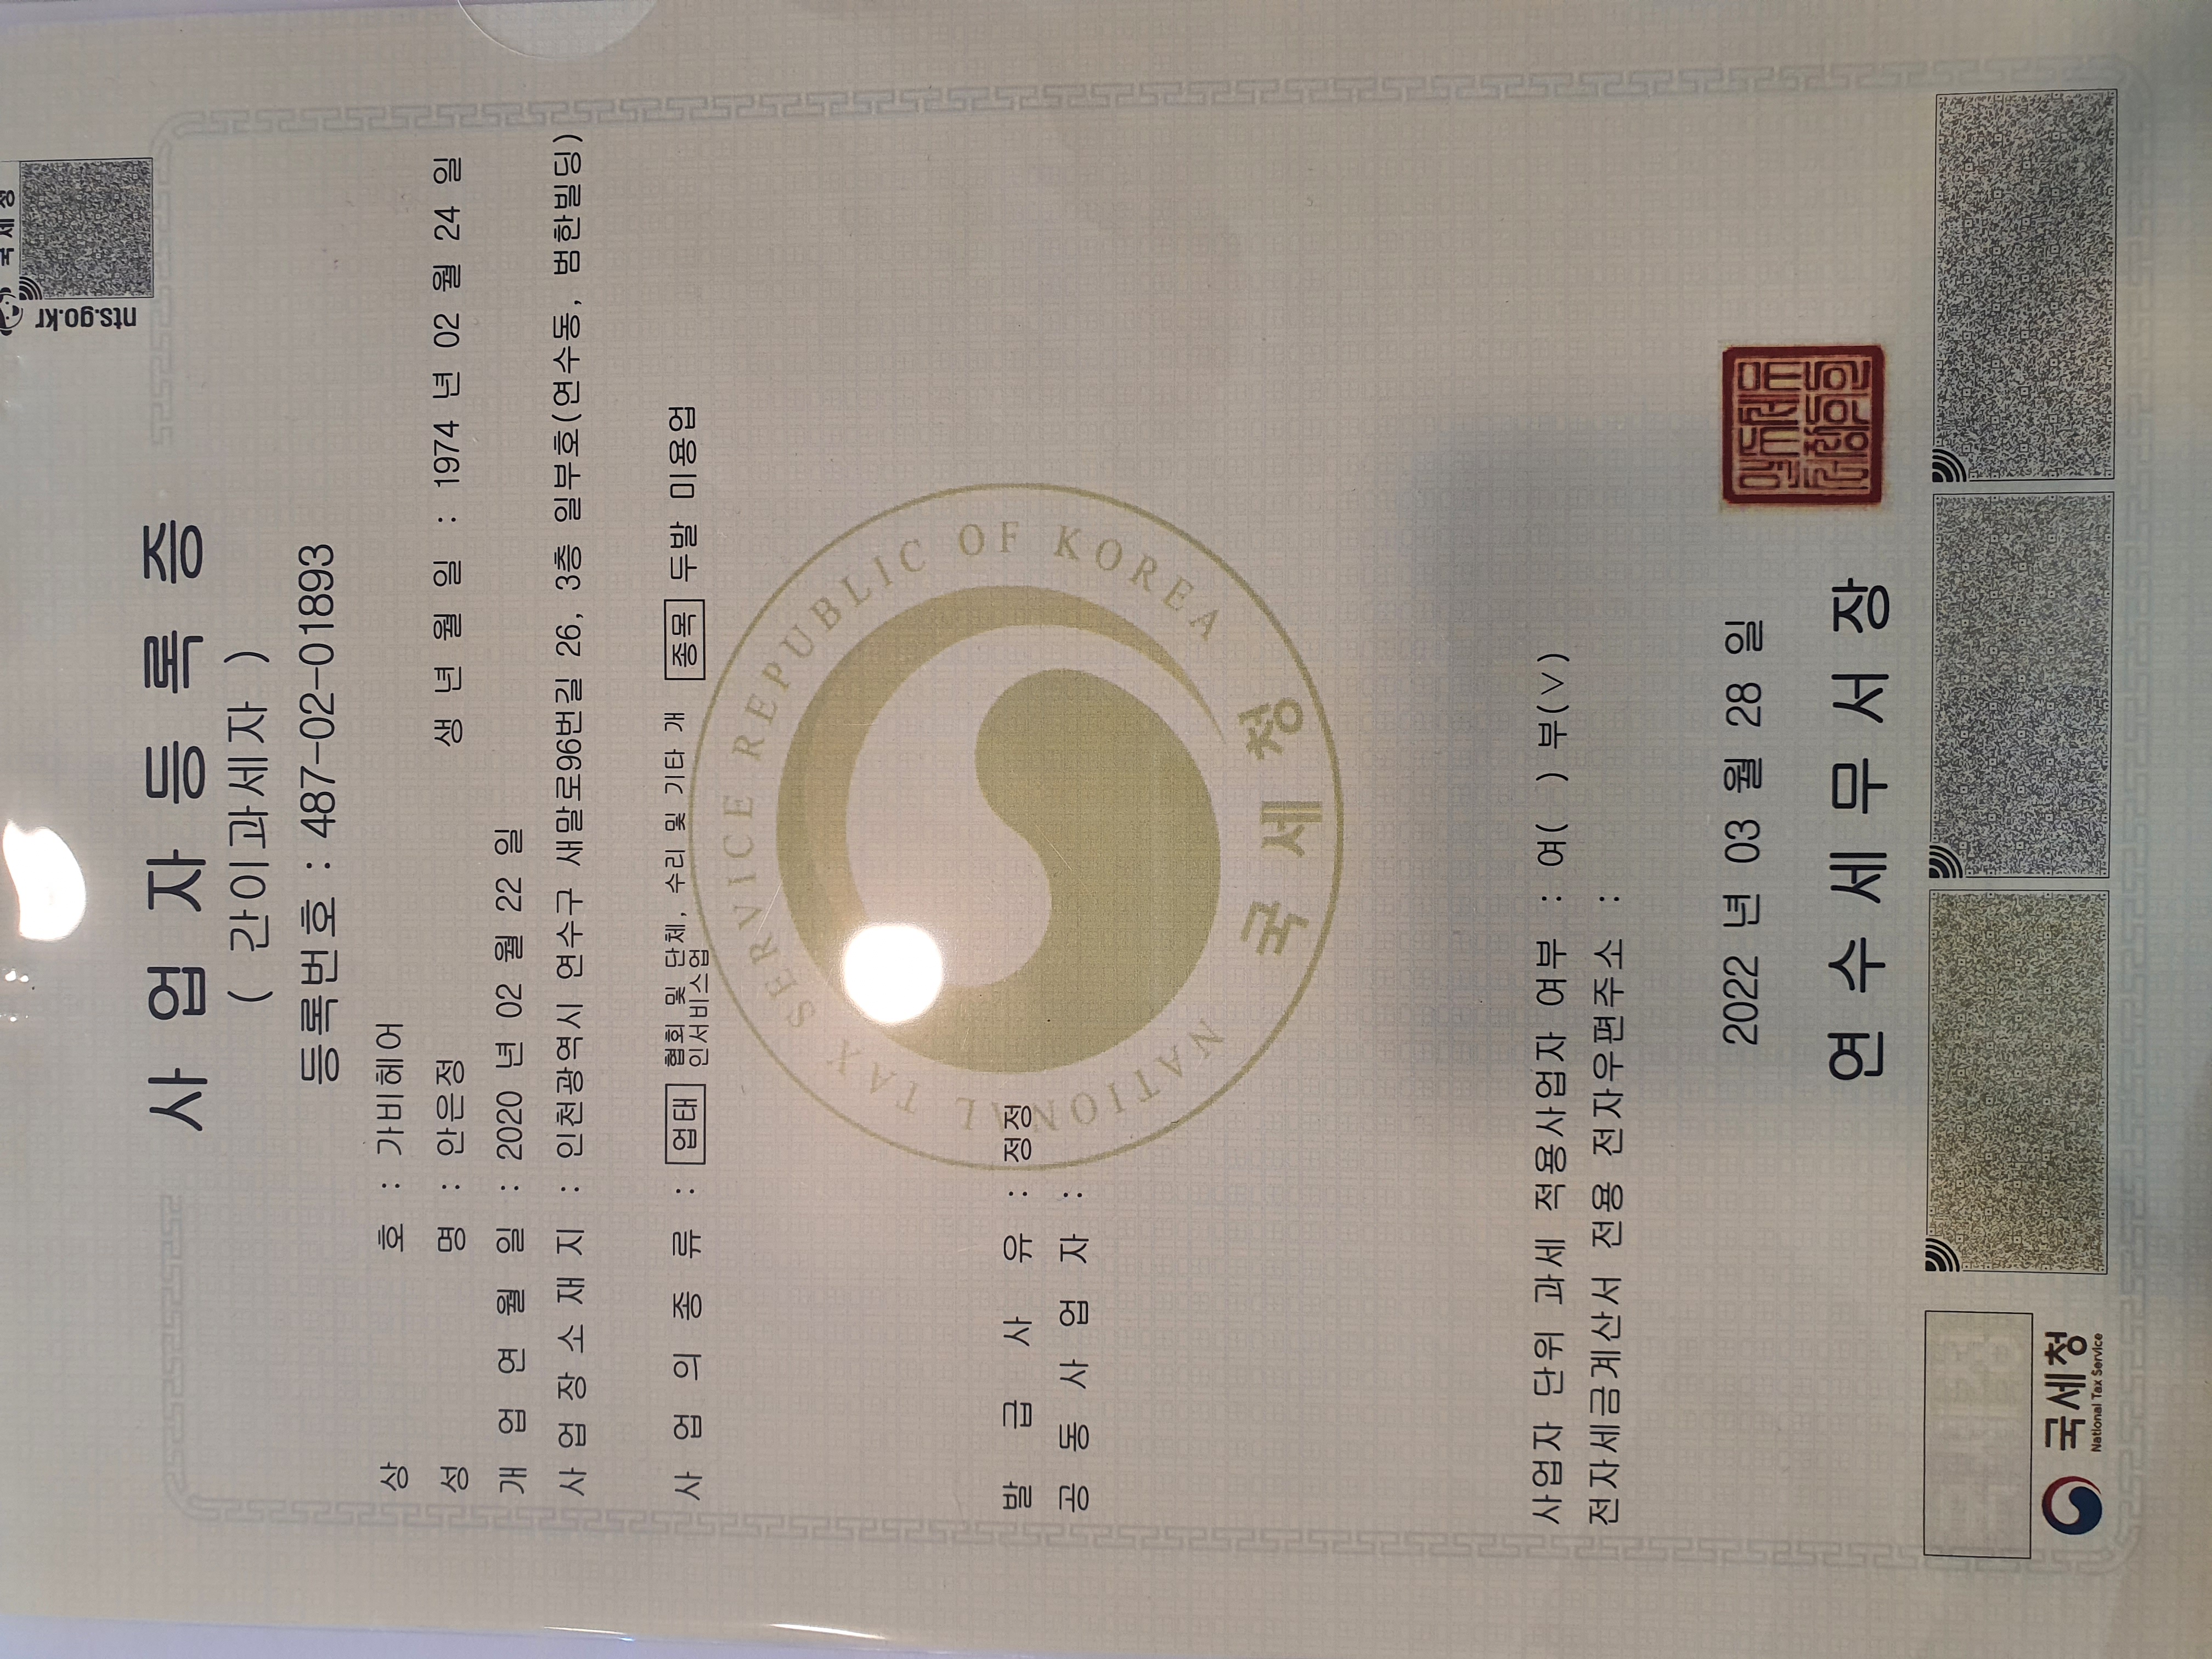 국세청
nts.go.kr
사업자등록증
( 간이과세자 )
등록번호 : 487-02-01893
상 호 : 가비헤어
성 명 : 안은정 생 년 월 일 : 1974 년 02 월 24 일
개 업 연 월 일 : 2020 년 02 월 22 일
사 업 장 소 재 지 : 인천광역시 연수구 새말로96번길 26, 3층 일부호(연수동, 범한빌딩)
사 업 의 종 류 : 업태 협회 및 단체, 수리 및 기타 개 종목 두발 미용업
인서비스업
NATIONAL TAX SERVICE REPUBLIC OF KOREA
국세청
발 급 사 유 : 정정
공 동 사 업 자 :
사업자 단위 과세 적용사업자 여부 : 여( ) 부(∨)
전자세금계산서 전용 전자우편주소 :
2022 년 03 월 28 일
연수세무서장
국세청
National Tax Service